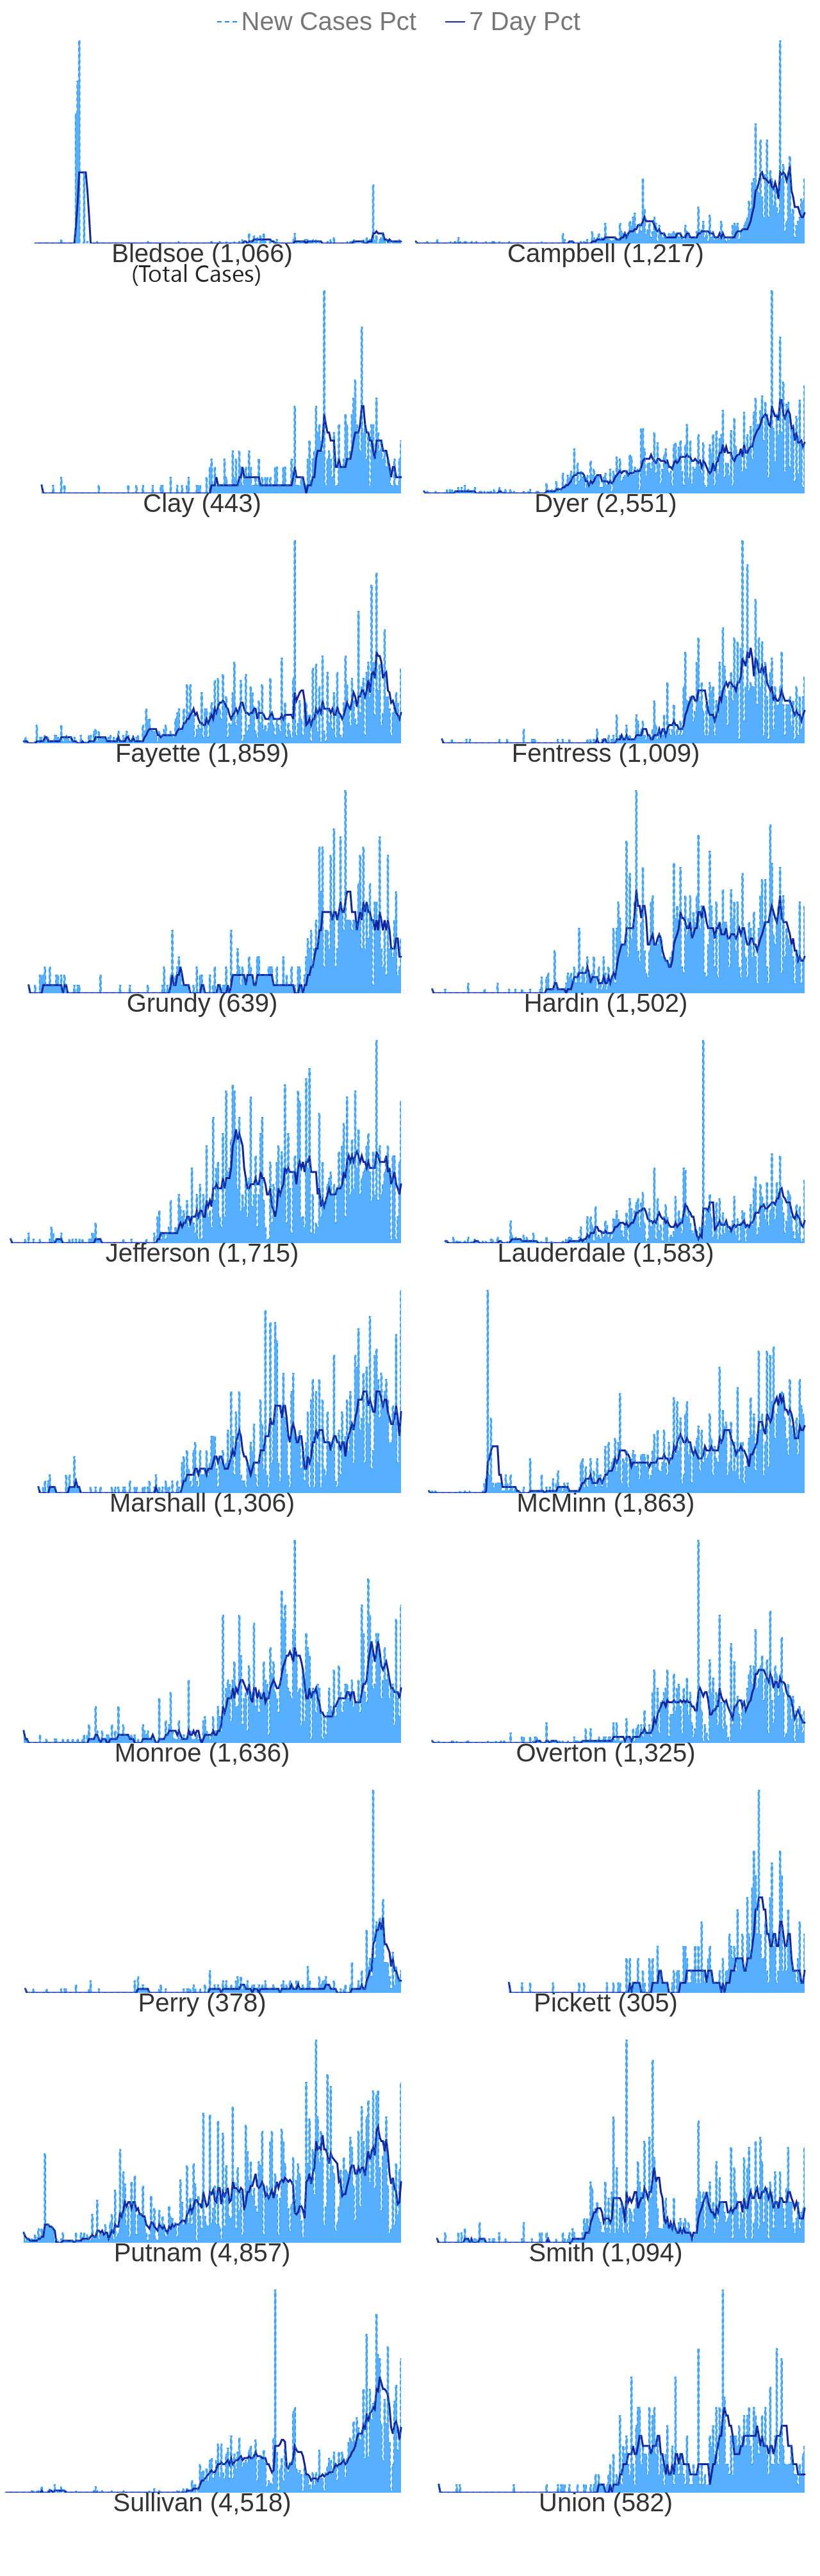 New Cases Pct 7 Day Pct
Bledsoe (1,066) Campbell (1,217)
(Total Cases)
Clay (443) Dyer (2,551)
Fayette (1,859) Fentress (1,009)
Grundy (639) Hardin (1,502)
Jefferson (1,715) Lauderdale (1,583)
Marshall (1,306) McMinn (1,863)
Monroe (1,636) Overton (1,325)
Perry (378) Pickett (305)
Putnam (4,857) Smith (1,094)
Sullivan (4,518) Union (582)